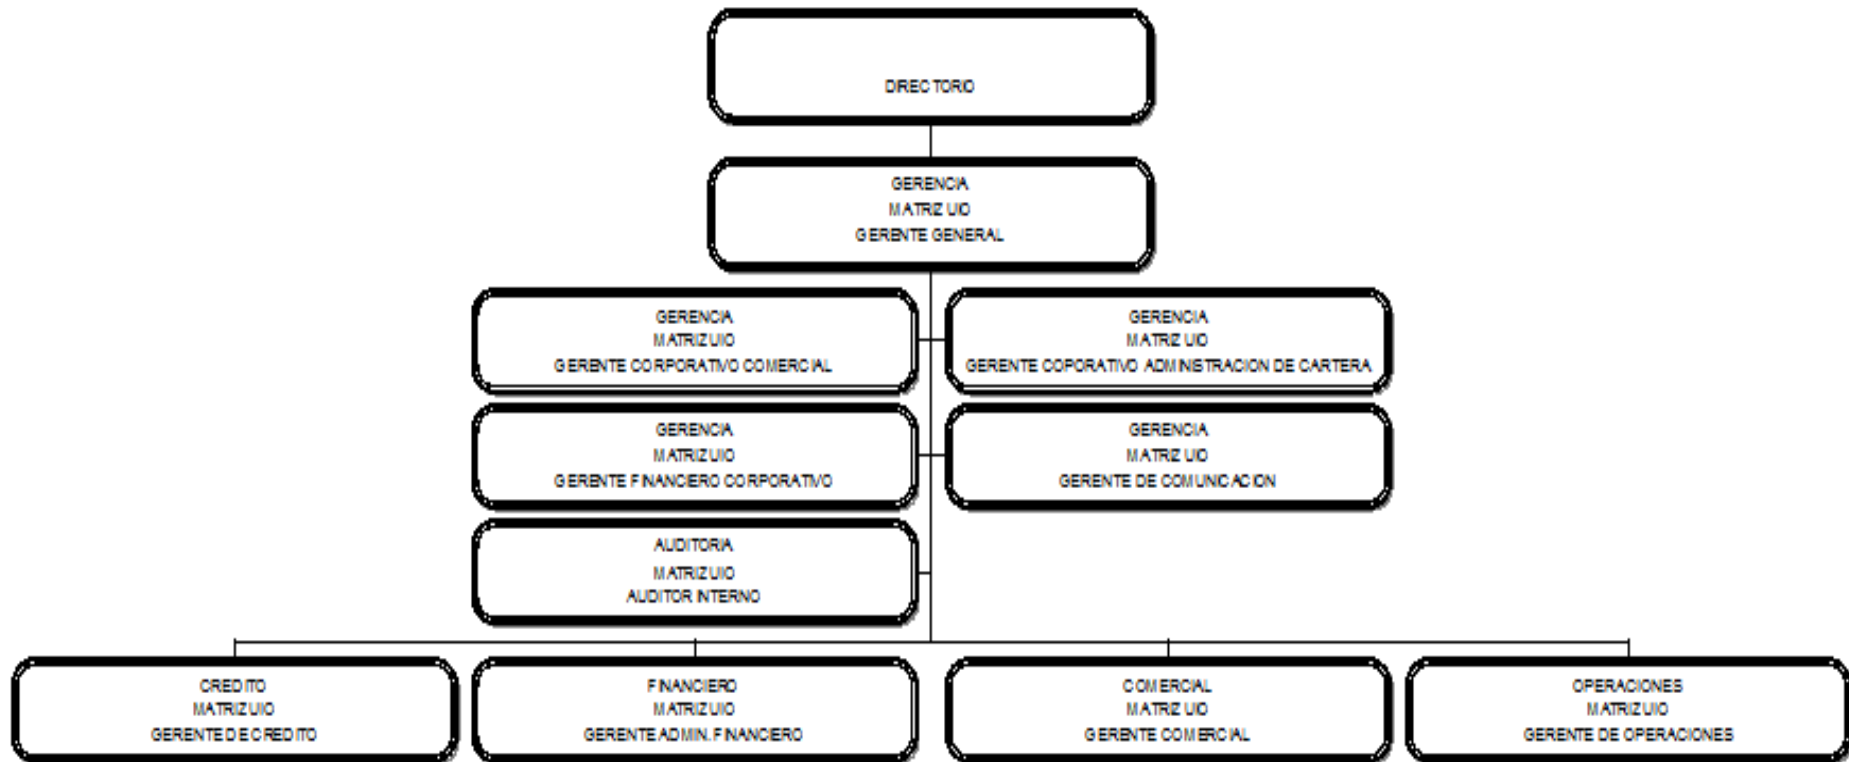 DIRECTORIO
GERENCIA
MATRIZ UIO
GERENTE GENERAL
GERENCIA
MATRIZ UIO
GERENTE CORPORATIVO COMERCIAL
GERENCIA
MATRIZ UIO
GERENTE COPORATIVO ADMINISTRACION DE CARTERA
GERENCIA
MATRIZ UIO
GERENTE FINANCIERO CORPORATIVO
GERENCIA
MATRIZ UIO
GERENTE DE COMUNICACION
AUDITORIA
MATRIZ UIO
AUDITOR INTERNO
CREDITO
MATRIZ UIO
GERENTE DE CREDITO
FINANCIERO
MATRIZ UIO
GERENTE ADMIN. FINANCIERO
COMERCIAL
MATRIZ UIO
GERENTE COMERCIAL
OPERACIONES
MATRIZ UIO
GERENTE DE OPERACIONES